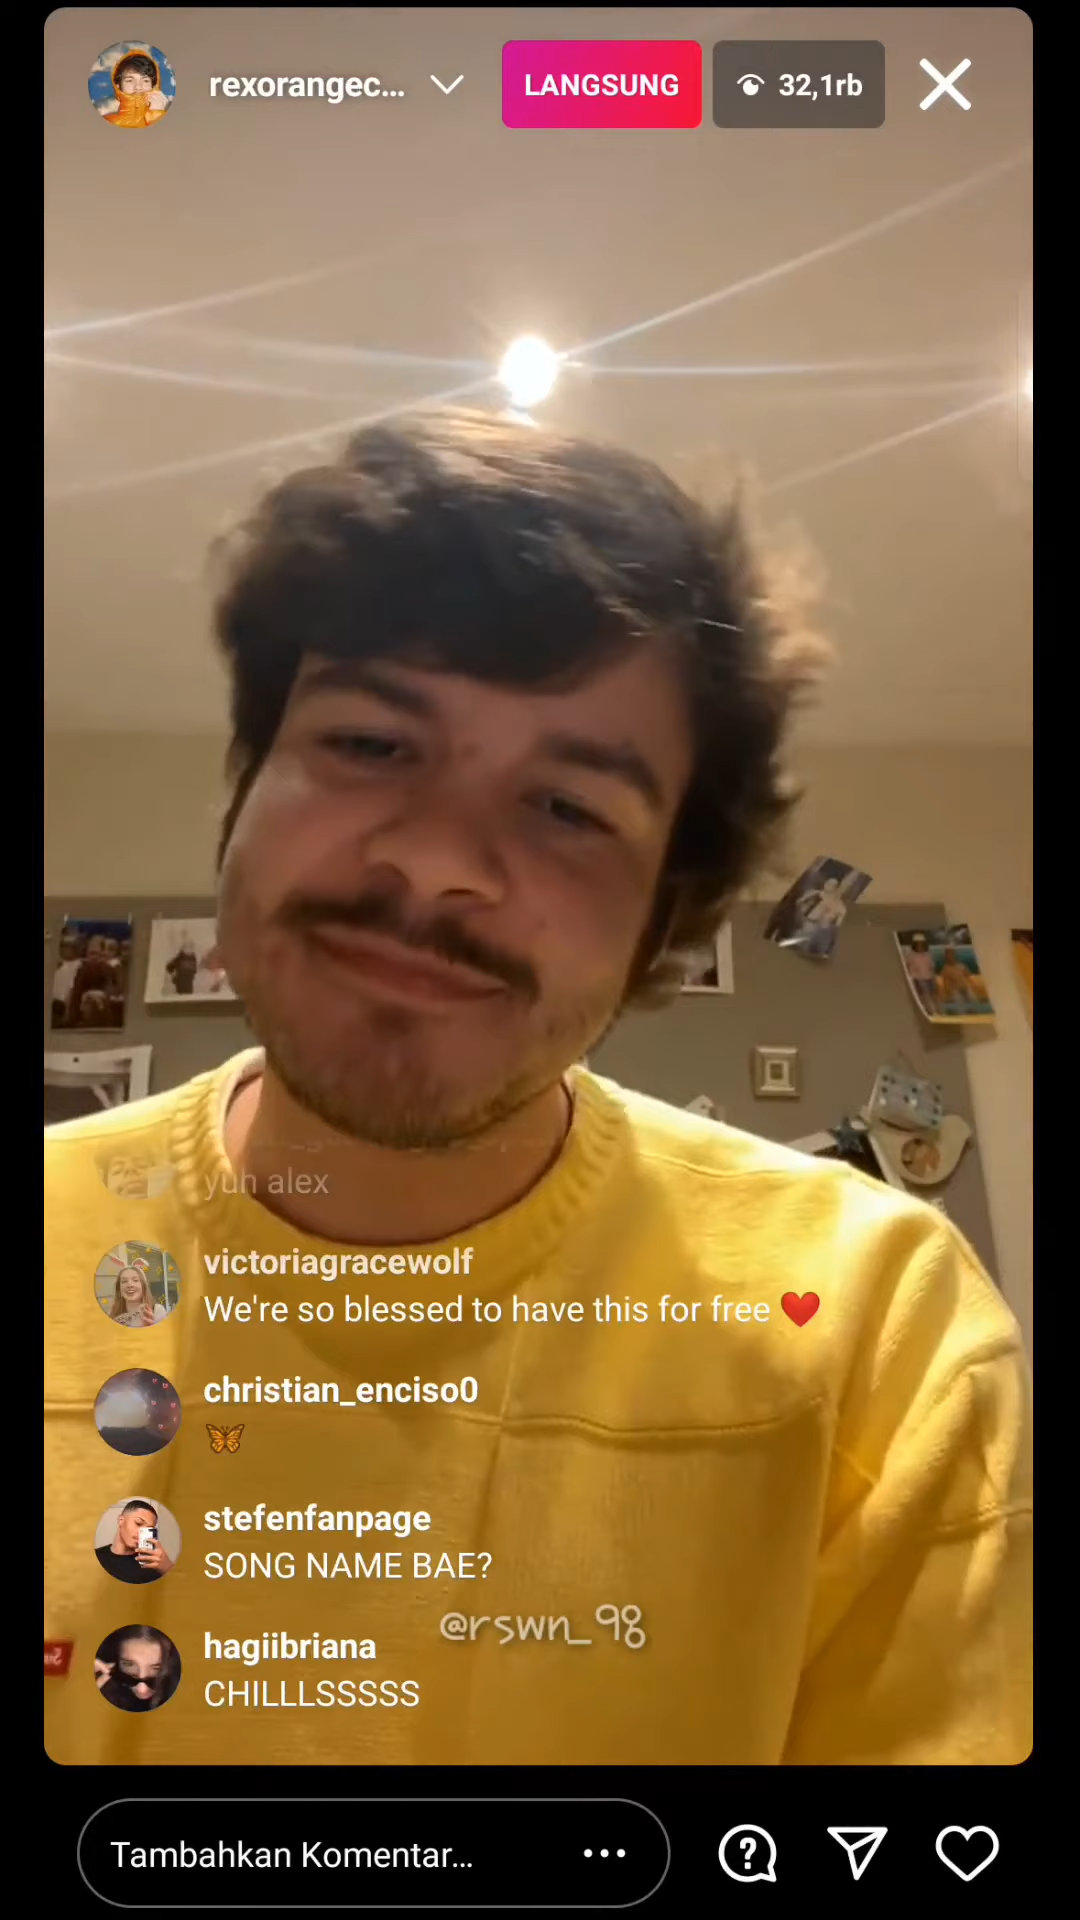 rexorangec...
LANGSUNG
32,1rb
yuh alex
victoriagracewolf
We're so blessed to have this for free ❤️
christian_enciso0
🦋
stefenfanpage
SONG NAME BAE?
@rswn_98
hagiibriana
CHILLLSSSSS
Tambahkan Komentar...